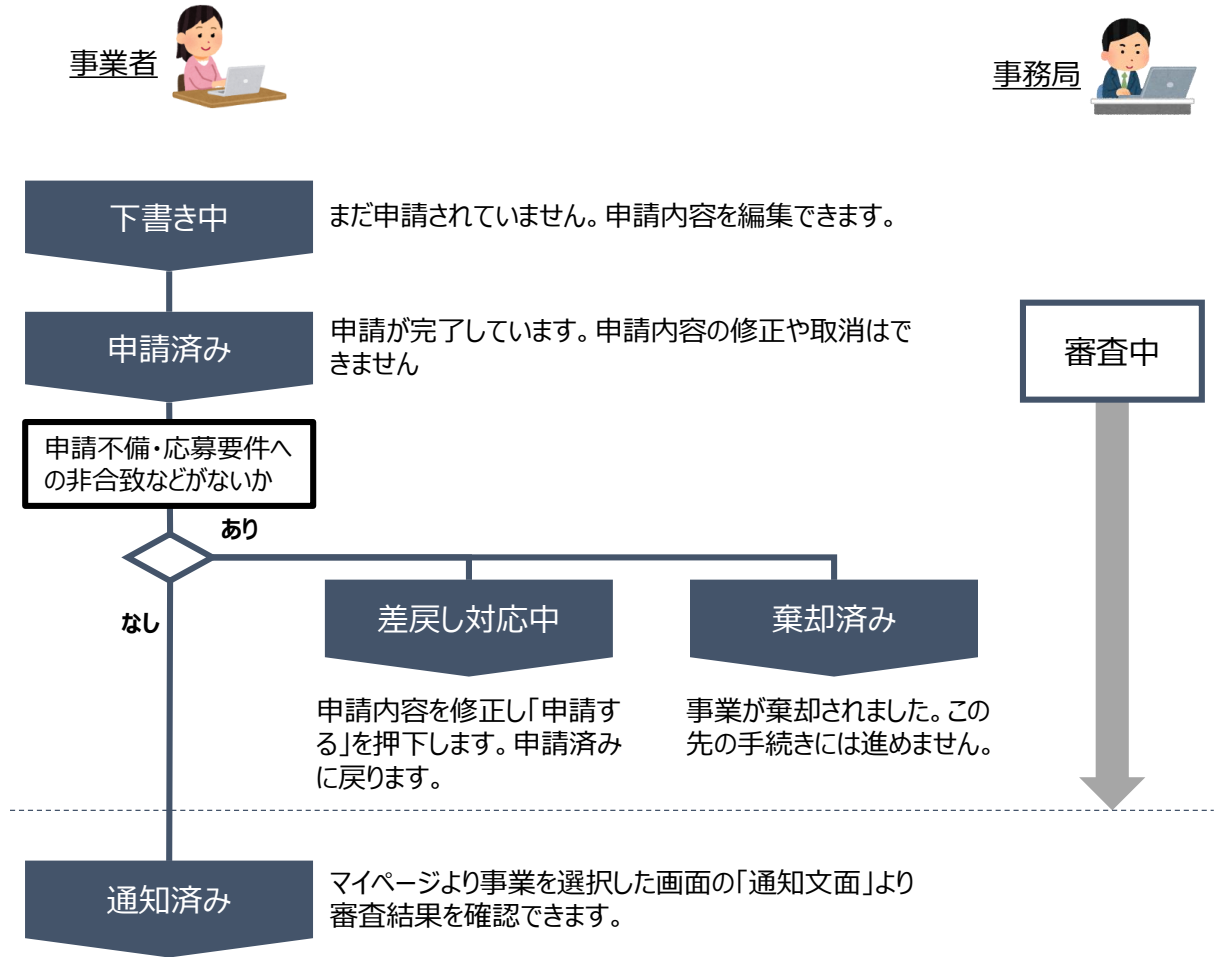 事業者
事務局
下書き中
まだ申請されていません。申請内容を編集できます。
申請済み
申請が完了しています。申請内容の修正や取消はで
きません
審査中
申請不備・応募要件へ
の非合致などがないか
あり
なし
差戻し対応中
棄却済み
申請内容を修正し「申請す
る」を押下します。申請済み
に戻ります。
事業が棄却されました。この
先の手続きには進めません。
通知済み
マイページより事業を選択した画面の「通知文面」より
審査結果を確認できます。